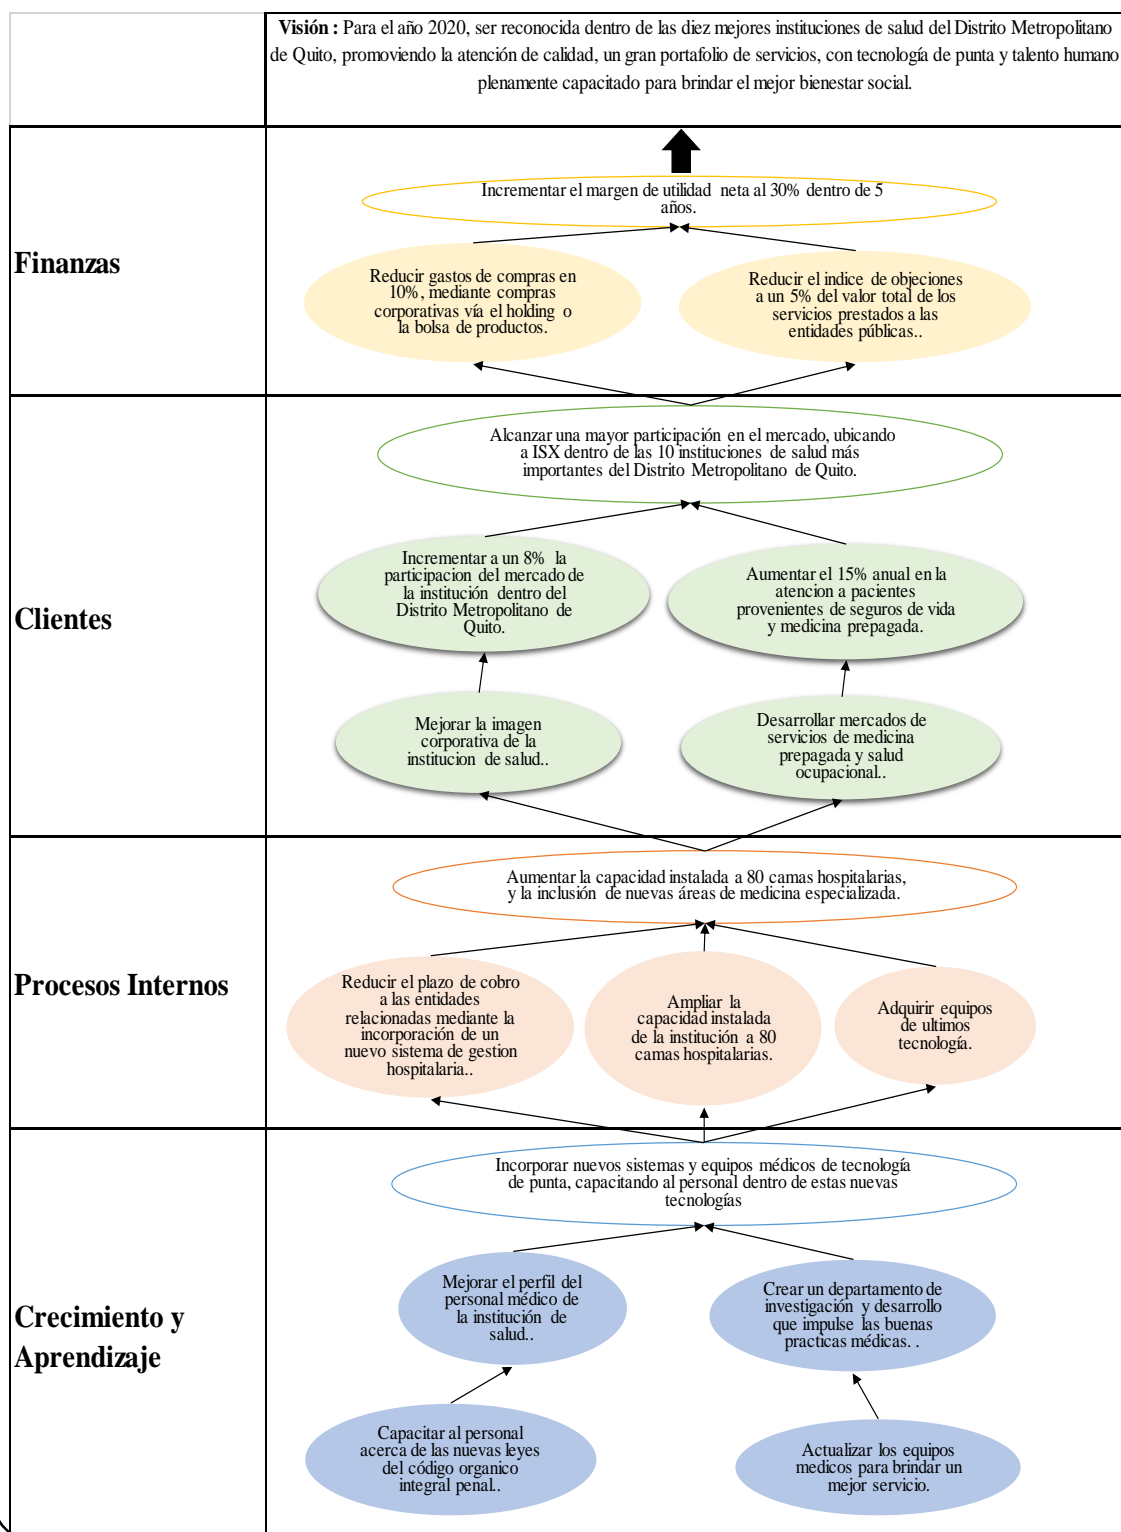 Visión : Para el año 2020, ser reconocida dentro de las diez mejores instituciones de salud del Distrito Metropolitano
de Quito, promoviendo la atención de calidad, un gran portafolio de servicios, con tecnología de punta y talento humano
plenamente capacitado para brindar el mejor bienestar social.
Finanzas
Incrementar el margen de utilidad neta al 30% dentro de 5
años.
Reducir gastos de compras en
10%, mediante compras
corporativas vía el holding o
la bolsa de productos.
Reducir el indice de objeciones
a un 5% del valor total de los
servicios prestados a las
entidades públicas..
Clientes
Alcanzar una mayor participación en el mercado, ubicando
a ISX dentro de las 10 instituciones de salud más
importantes del Distrito Metropolitano de Quito.
Incrementar a un 8% la
participacion del mercado de
la institución dentro del
Distrito Metropolitano de
Quito.
Aumentar el 15% anual en la
atencion a pacientes
provenientes de seguros de vida
y medicina prepagada.
Mejorar la imagen
corporativa de la
institucion de salud..
Desarrollar mercados de
servicios de medicina
prepagada y salud
ocupacional..
Procesos Internos
Aumentar la capacidad instalada a 80 camas hospitalarias,
y la inclusión de nuevas áreas de medicina especializada.
Reducir el plazo de cobro
a las entidades
relacionadas mediante la
incorporación de un
nuevo sistema de gestion
hospitalaria..
Ampliar la
capacidad instalada
de la institución a 80
camas hospitalarias.
Adquirir equipos
de ultimos
tecnología.
Crecimiento y
Aprendizaje
Incorporar nuevos sistemas y equipos médicos de tecnología
de punta, capacitando al personal dentro de estas nuevas
tecnologías
Mejorar el perfil del
personal médico de
la institución de
salud..
Crear un departamento de
investigación y desarrollo
que impulse las buenas
practicas médicas. .
Capacitar al personal
acerca de las nuevas leyes
del código organico
integral penal..
Actualizar los equipos
medicos para brindar un
mejor servicio.